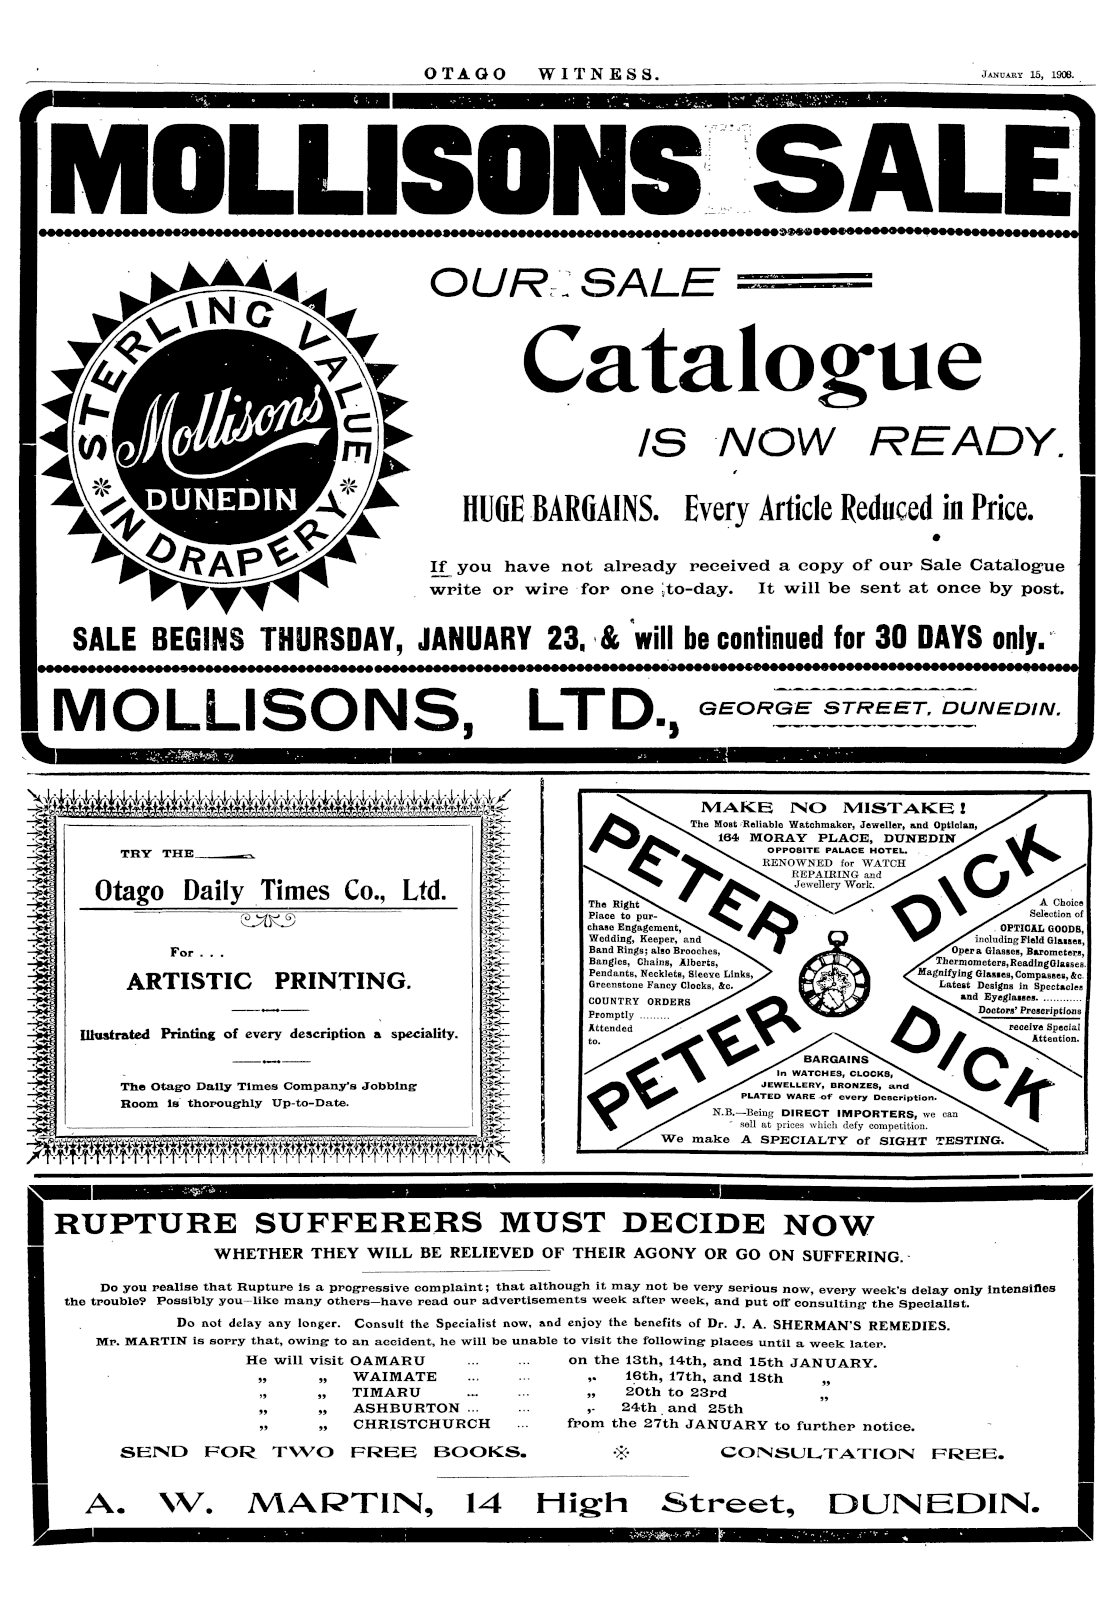 OTAGO WITNESS.
JANUARY 15, 1908.
MOLLISONS SALE
STERLING VALUE
Mollisons
DUNEDIN
IN DRAPERY
OUR SALE
Catalogue
IS NOW READY.
HUGE BARGAINS. Every Article Reduced in Price.
If you have not already received a copy of our Sale Catalogue
write or wire for one to-day. It will be sent at once by post.
SALE BEGINS THURSDAY, JANUARY 23, & will be continued for 30 DAYS only.
MOLLISONS, LTD., GEORGE STREET, DUNEDIN.
TRY THE
Otago Daily Times Co., Ltd.
For . . .
ARTISTIC PRINTING.
Illustrated Printing of every description a speciality.
The Otago Daily Times Company's Jobbing
Room is thoroughly Up-to-Date.
MAKE NO MISTAKE!
The Most Reliable Watchmaker, Jeweller, and Optician,
164 MORAY PLACE, DUNEDIN
OPPOSITE PALACE HOTEL.
RENOWNED for WATCH
REPAIRING and
Jewellery Work.
PETER DICK
The Right
Place to pur-
chase Engagement,
Wedding, Keeper, and
Band Rings; also Brooches,
Bangles, Chains, Alberts,
Pendants, Necklets, Sleeve Links,
Greenstone Fancy Clocks, &c.
COUNTRY ORDERS
Promptly .........
Attended
to.
A Choice
Selection of
OPTICAL GOODS,
including Field Glasses,
Opera Glasses, Barometers,
Thermometers, Reading Glasses.
Magnifying Glasses, Compasses, &c.
Latest Designs in Spectacles
and Eyeglasses. ............
Doctors' Prescriptions
receive Special
Attention.
PETER DICK
BARGAINS
In WATCHES, CLOCKS,
JEWELLERY, BRONZES, and
PLATED WARE of every Description.
N.B.—Being DIRECT IMPORTERS, we can
sell at prices which defy competition.
We make A SPECIALTY of SIGHT TESTING.
RUPTURE SUFFERERS MUST DECIDE NOW
WHETHER THEY WILL BE RELIEVED OF THEIR AGONY OR GO ON SUFFERING.
Do you realise that Rupture is a progressive complaint; that although it may not be very serious now, every week's delay only intensifies
the trouble? Possibly you—like many others—have read our advertisements week after week, and put off consulting the Specialist.
Do not delay any longer. Consult the Specialist now, and enjoy the benefits of Dr. J. A. SHERMAN'S REMEDIES.
Mr. MARTIN is sorry that, owing to an accident, he will be unable to visit the following places until a week later.
He will visit OAMARU ... ... on the 13th, 14th, and 15th JANUARY.
„ „ WAIMATE ... ... „ 16th, 17th, and 18th „
„ „ TIMARU ... ... „ 20th to 23rd „
„ „ ASHBURTON ... ... „ 24th and 25th
„ „ CHRISTCHURCH ... from the 27th JANUARY to further notice.
SEND FOR TWO FREE BOOKS. CONSULTATION FREE.
A. W. MARTIN, 14 High Street, DUNEDIN.